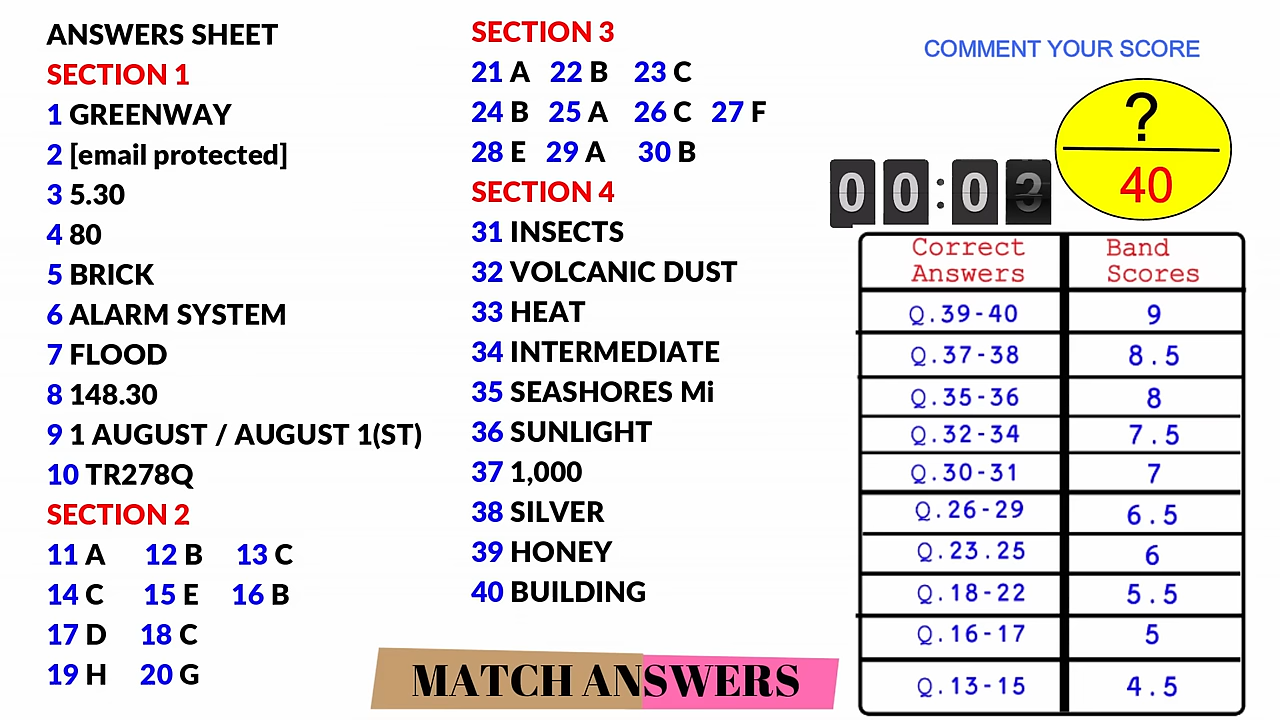 ANSWERS SHEET
SECTION 1
1 GREENWAY
2 [email protected]
3 5.30
4 80
5 BRICK
6 ALARM SYSTEM
7 FLOOD
8 148.30
9 1 AUGUST / AUGUST 1(ST)
10 TR278Q
SECTION 2
11 A 12 B 13 C
14 C 15 E 16 B
17 D 18 C
19 H 20 G
SECTION 3
21 A 22 B 23 C
24 B 25 A 26 C 27 F
28 E 29 A 30 B
SECTION 4
31 INSECTS
32 VOLCANIC DUST
33 HEAT
34 INTERMEDIATE
35 SEASHORES Mi
36 SUNLIGHT
37 1,000
38 SILVER
39 HONEY
40 BUILDING
MATCH ANSWERS
COMMENT YOUR SCORE
?
40
00:03
Correct Answers Band Scores
Q.39-40 9
Q.37-38 8.5
Q.35-36 8
Q.32-34 7.5
Q.30-31 7
Q.26-29 6.5
Q.23.25 6
Q.18-22 5.5
Q.16-17 5
Q.13-15 4.5